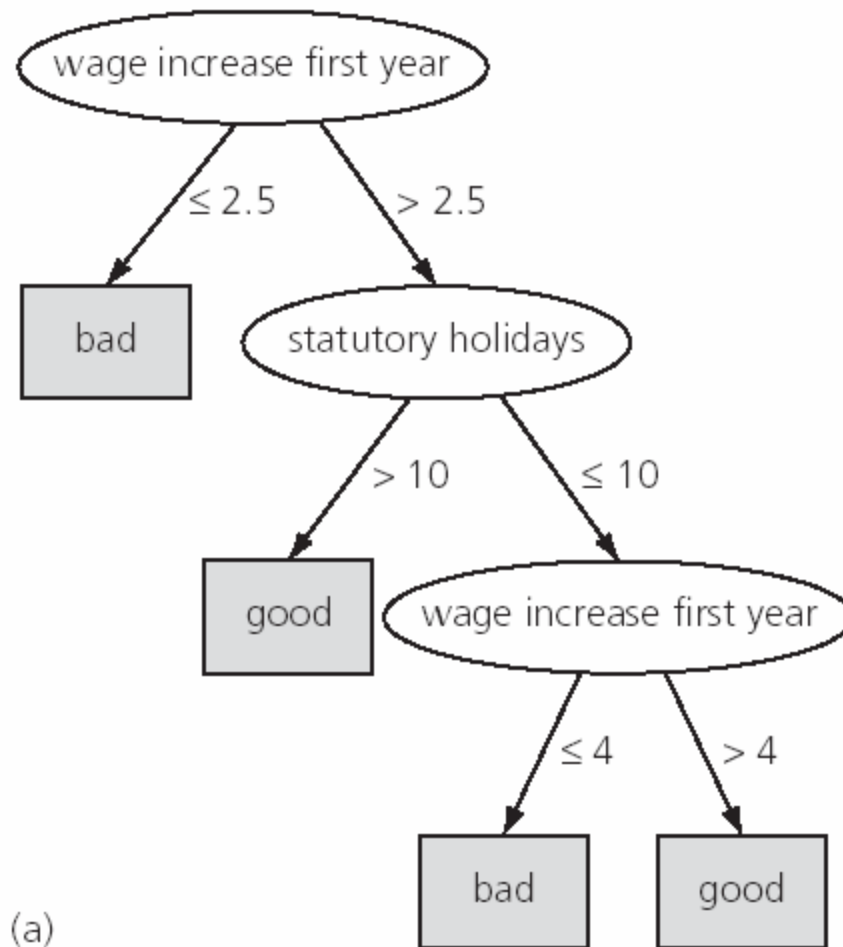 wage increase first year
≤ 2.5
> 2.5
bad
statutory holidays
> 10
≤ 10
good
wage increase first year
≤ 4
> 4
bad
good
(a)